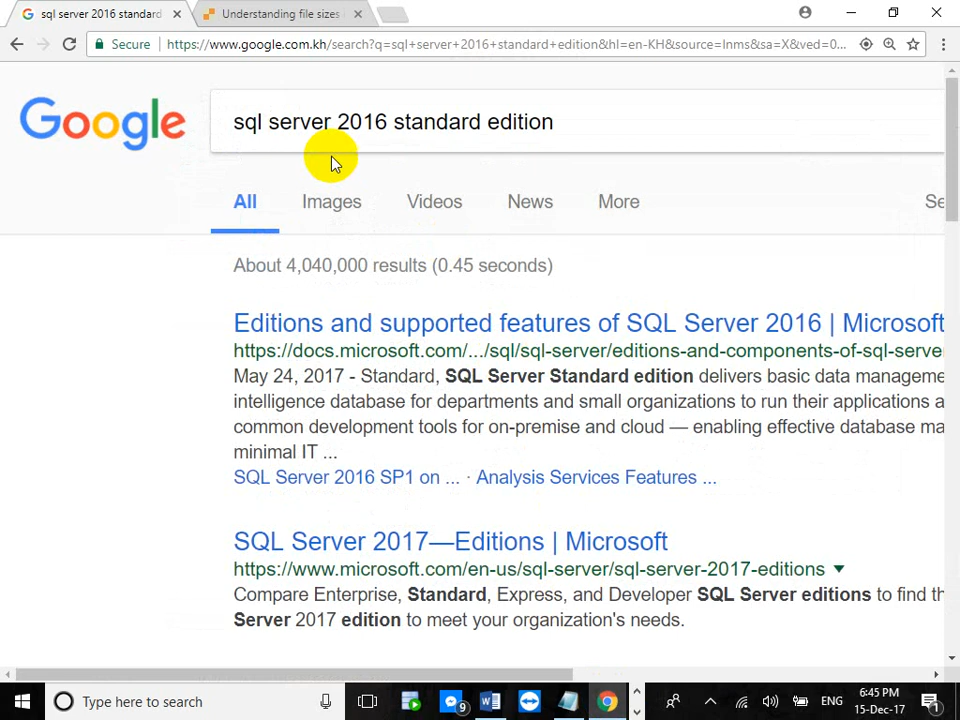 sql server 2016 standard
Understanding file sizes
Secure
https://www.google.com.kh/search?q=sql+server+2016+standard+edition&hl=en-KH&source=lnms&sa=X&ved=0...
Google
sql server 2016 standard edition
All Images Videos News More Se
About 4,040,000 results (0.45 seconds)
Editions and supported features of SQL Server 2016 | Microsoft
https://docs.microsoft.com/.../sql/sql-server/editions-and-components-of-sql-serve
May 24, 2017 - Standard, SQL Server Standard edition delivers basic data manageme
intelligence database for departments and small organizations to run their applications a
common development tools for on-premise and cloud — enabling effective database ma
minimal IT ...
SQL Server 2016 SP1 on ... · Analysis Services Features ...
SQL Server 2017—Editions | Microsoft
https://www.microsoft.com/en-us/sql-server/sql-server-2017-editions
Compare Enterprise, Standard, Express, and Developer SQL Server editions to find th
Server 2017 edition to meet your organization's needs.
Type here to search
9
ENG
6:45 PM
15-Dec-17
1